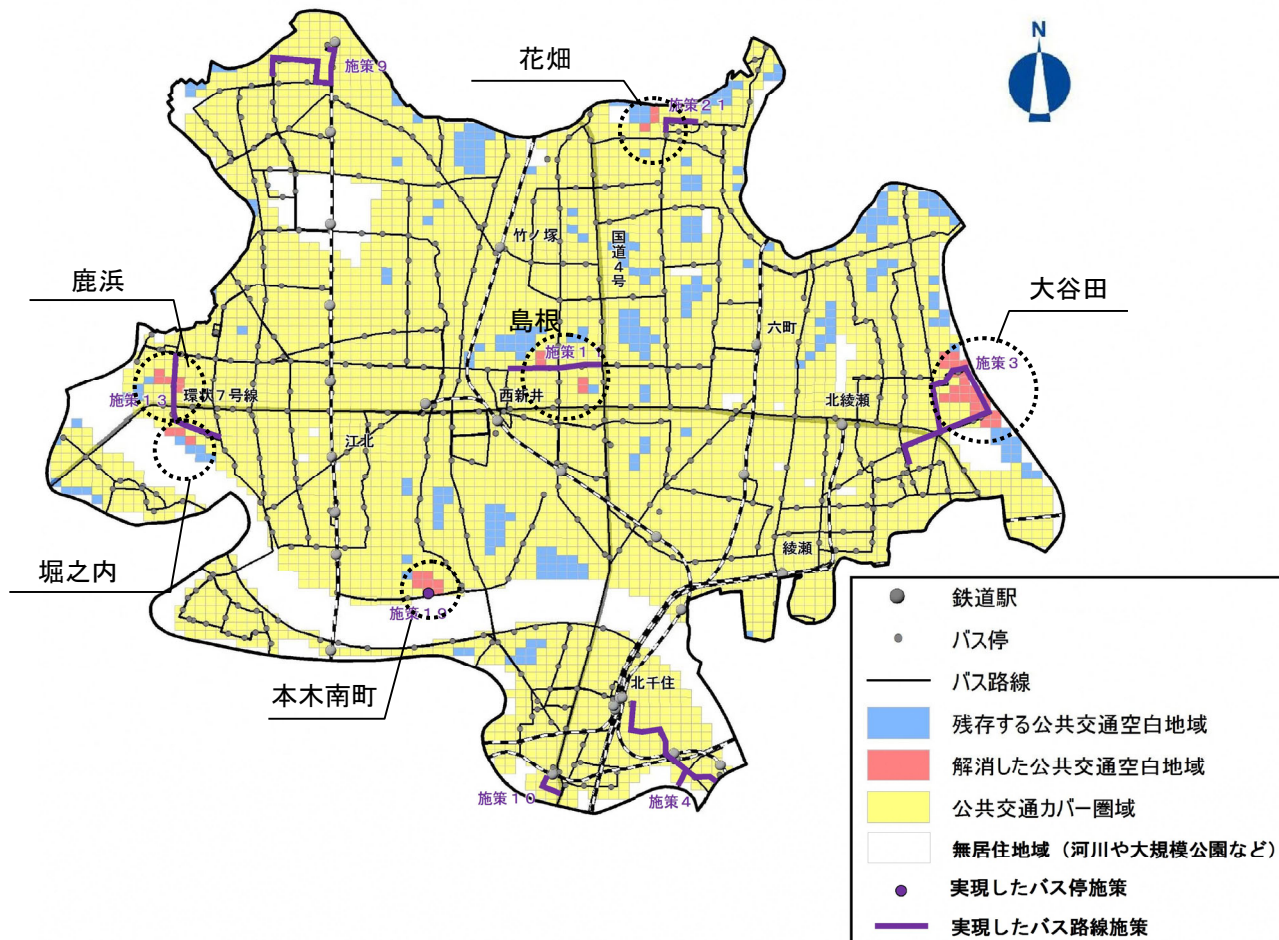 N
花畑
施策9
施策21
竹ノ塚
国道4号
鹿浜
大谷田
島根
六町
施策11
施策3
施策13
環状7号線
西新井
北綾瀬
江北
綾瀬
堀之内
施策19
本木南町
北千住
施策10
施策4
鉄道駅
バス停
バス路線
残存する公共交通空白地域
解消した公共交通空白地域
公共交通カバー圏域
無居住地域（河川や大規模公園など）
実現したバス停施策
実現したバス路線施策